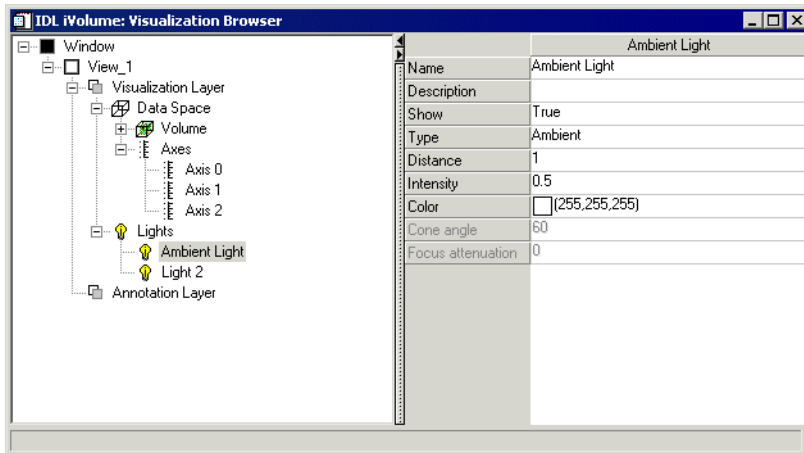 IDL iVolume: Visualization Browser
Window
View_1
Visualization Layer
Data Space
Volume
Axes
Axis 0
Axis 1
Axis 2
Lights
Ambient Light
Light 2
Annotation Layer
Ambient Light
Name Ambient Light
Description
Show True
Type Ambient
Distance 1
Intensity 0.5
Color (255,255,255)
Cone angle 60
Focus attenuation 0